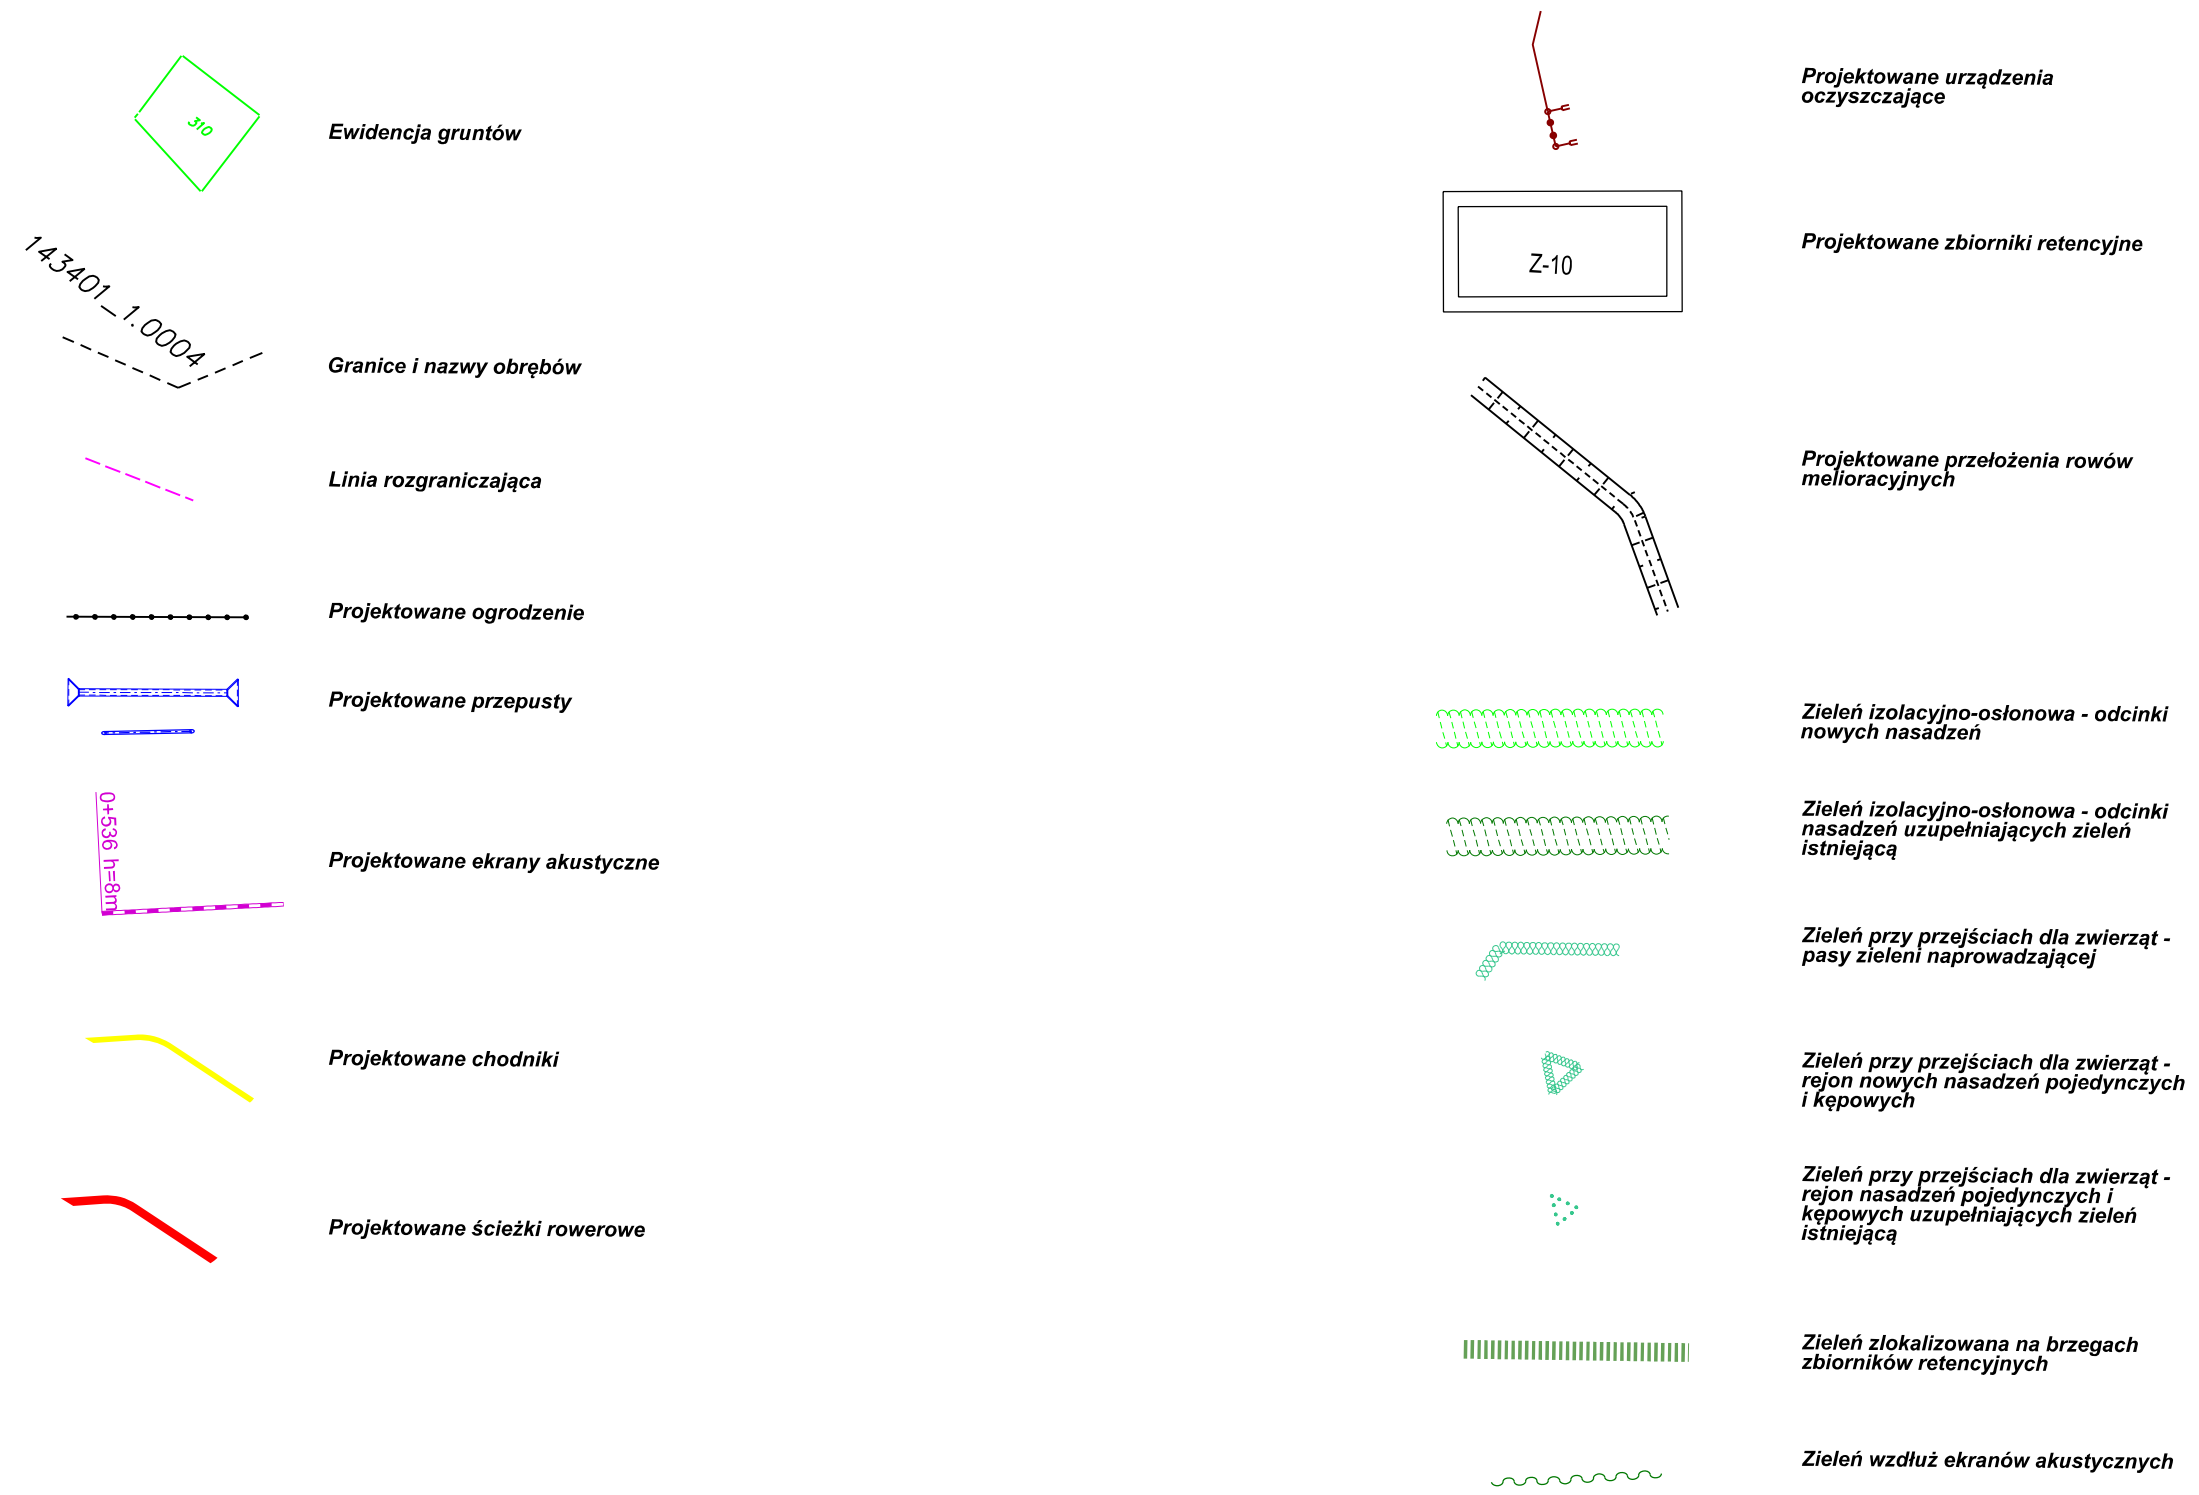 310
Ewidencja gruntów
143401_1.0004
Granice i nazwy obrębów
Linia rozgraniczająca
Projektowane ogrodzenie
Projektowane przepusty
0+536 h=8m
Projektowane ekrany akustyczne
Projektowane chodniki
Projektowane ścieżki rowerowe
Projektowane urządzenia
oczyszczające
Z-10
Projektowane zbiorniki retencyjne
Projektowane przełożenia rowów
melioracyjnych
Zieleń izolacyjno-osłonowa - odcinki
nowych nasadzeń
Zieleń izolacyjno-osłonowa - odcinki
nasadzeń uzupełniających zieleń
istniejącą
Zieleń przy przejściach dla zwierząt -
pasy zieleni naprowadzającej
Zieleń przy przejściach dla zwierząt -
rejon nowych nasadzeń pojedynczych
i kępowych
Zieleń przy przejściach dla zwierząt -
rejon nasadzeń pojedynczych i
kępowych uzupełniających zieleń
istniejącą
Zieleń zlokalizowana na brzegach
zbiorników retencyjnych
Zieleń wzdłuż ekranów akustycznych